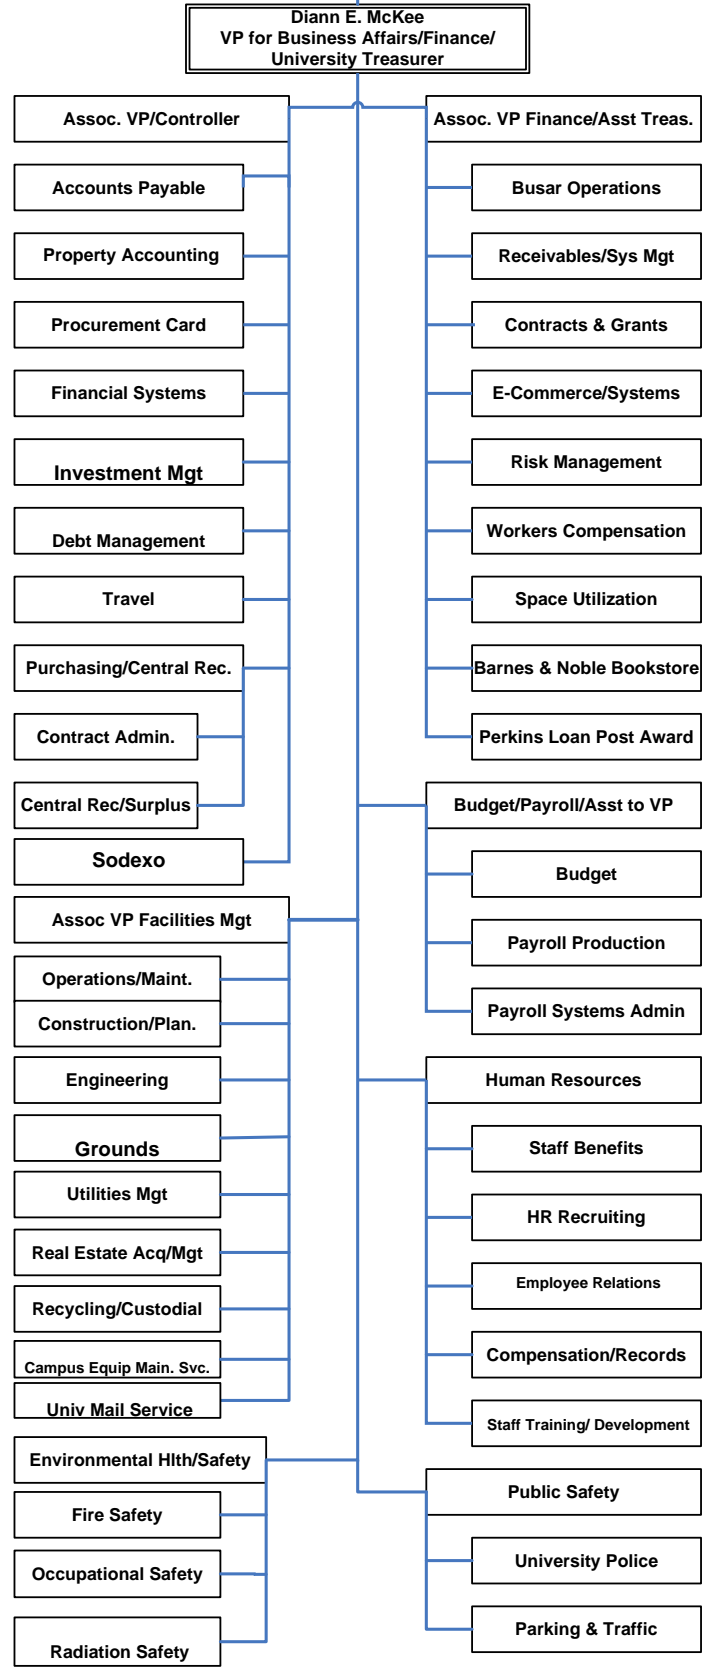 Diann E. McKee
VP for Business Affairs/Finance/
University Treasurer
Assoc. VP/Controller
Accounts Payable
Property Accounting
Procurement Card
Financial Systems
Investment Mgt
Debt Management
Travel
Purchasing/Central Rec.
Contract Admin.
Central Rec/Surplus
Sodexo
Assoc VP Facilities Mgt
Operations/Maint.
Construction/Plan.
Engineering
Grounds
Utilities Mgt
Real Estate Acq/Mgt
Recycling/Custodial
Campus Equip Main. Svc.
Univ Mail Service
Environmental Hlth/Safety
Fire Safety
Occupational Safety
Radiation Safety
Assoc. VP Finance/Asst Treas.
Busar Operations
Receivables/Sys Mgt
Contracts & Grants
E-Commerce/Systems
Risk Management
Workers Compensation
Space Utilization
Barnes & Noble Bookstore
Perkins Loan Post Award
Budget/Payroll/Asst to VP
Budget
Payroll Production
Payroll Systems Admin
Human Resources
Staff Benefits
HR Recruiting
Employee Relations
Compensation/Records
Staff Training/ Development
Public Safety
University Police
Parking & Traffic